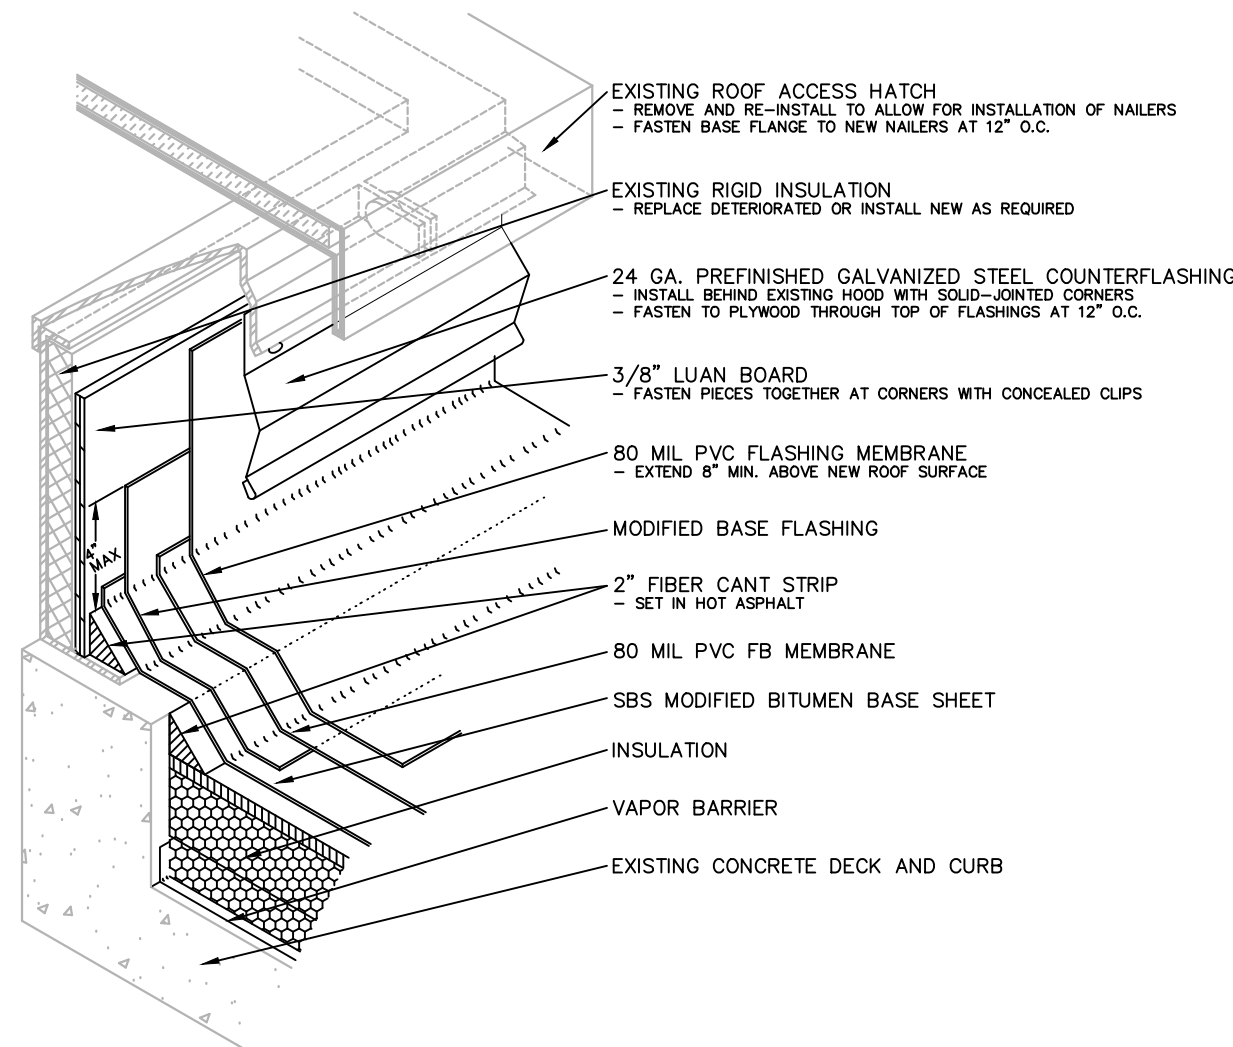 EXISTING ROOF ACCESS HATCH
– REMOVE AND RE–INSTALL TO ALLOW FOR INSTALLATION OF NAILERS
– FASTEN BASE FLANGE TO NEW NAILERS AT 12" O.C.
EXISTING RIGID INSULATION
– REPLACE DETERIORATED OR INSTALL NEW AS REQUIRED
24 GA. PREFINISHED GALVANIZED STEEL COUNTERFLASHING
– INSTALL BEHIND EXISTING HOOD WITH SOLID–JOINTED CORNERS
– FASTEN TO PLYWOOD THROUGH TOP OF FLASHINGS AT 12" O.C.
3/8" LUAN BOARD
– FASTEN PIECES TOGETHER AT CORNERS WITH CONCEALED CLIPS
80 MIL PVC FLASHING MEMBRANE
– EXTEND 8" MIN. ABOVE NEW ROOF SURFACE
MODIFIED BASE FLASHING
4"
MAX
2" FIBER CANT STRIP
– SET IN HOT ASPHALT
80 MIL PVC FB MEMBRANE
SBS MODIFIED BITUMEN BASE SHEET
INSULATION
VAPOR BARRIER
EXISTING CONCRETE DECK AND CURB